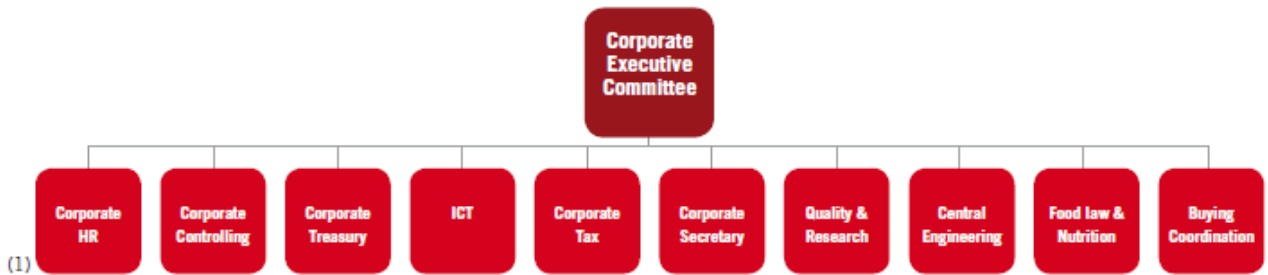 Corporate
Executive
Committee
Corporate
HR
Corporate
Controlling
Corporate
Treasury
ICT
Corporate
Tax
Corporate
Secretary
Quality &
Research
Central
Engineering
Food law &
Nutrition
Buying
Coordination
(1)